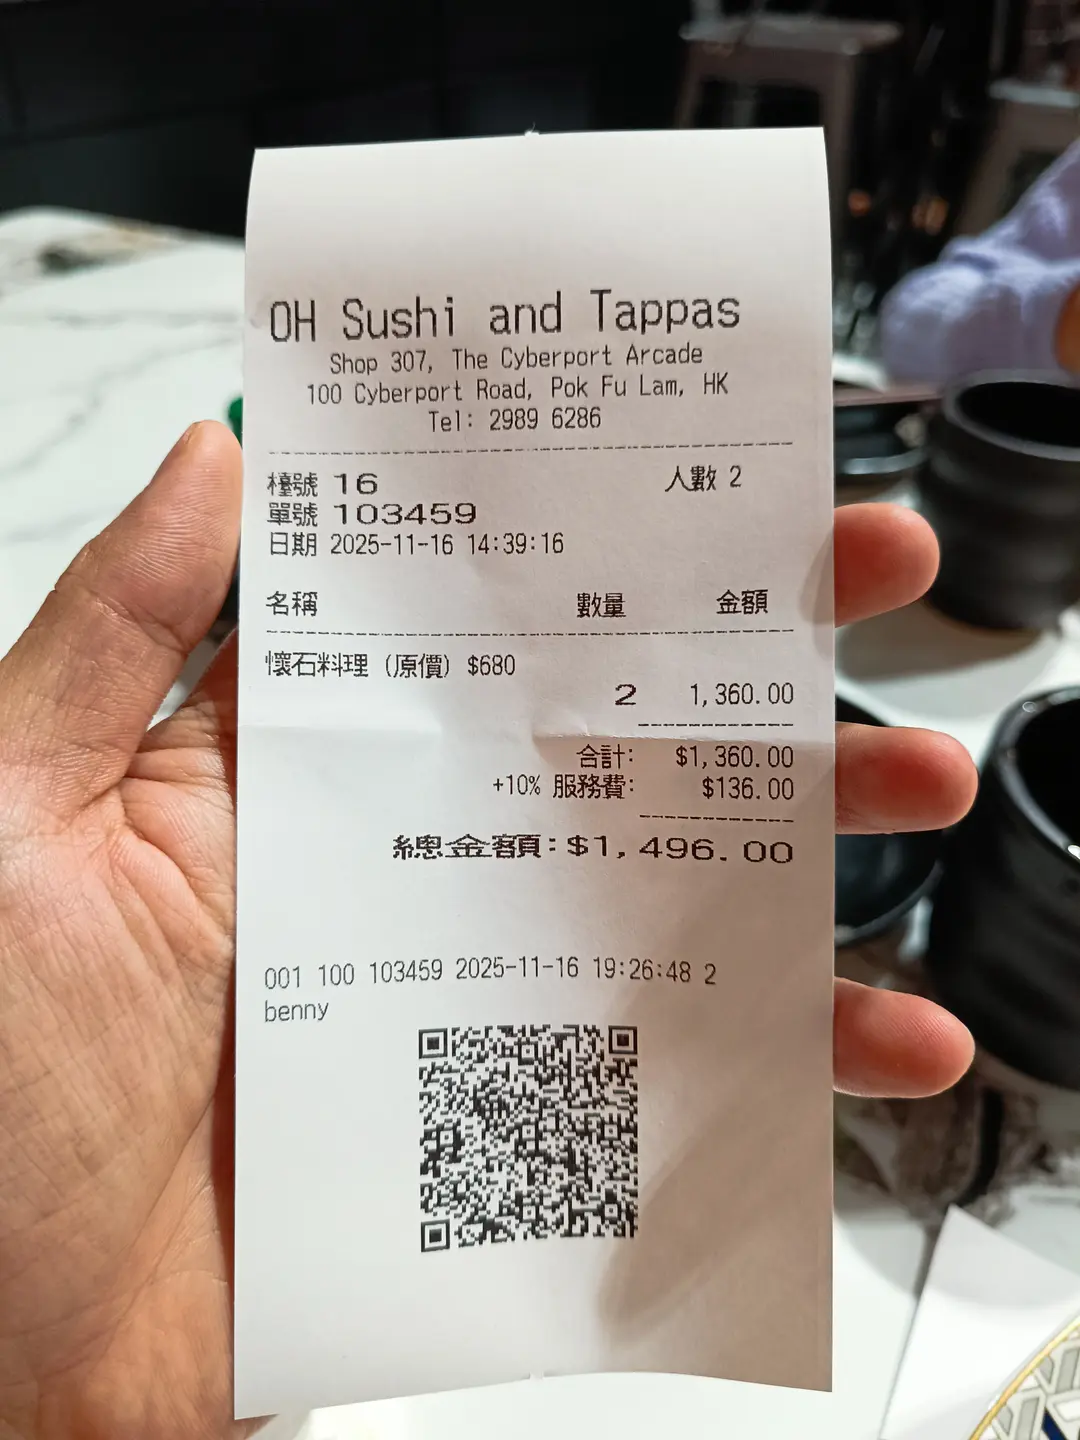 OH Sushi and Tappas
Shop 307, The Cyberport Arcade
100 Cyberport Road, Pok Fu Lam, HK
Tel: 2989 6286
檯號 16 人數 2
單號 103459
日期 2025-11-16 14:39:16
名稱 數量 金額
懷石料理 (原價) $680
2 1,360.00
合計: $1,360.00
+10% 服務費: $136.00
總金額: $1,496.00
001 100 103459 2025-11-16 19:26:48 2
benny